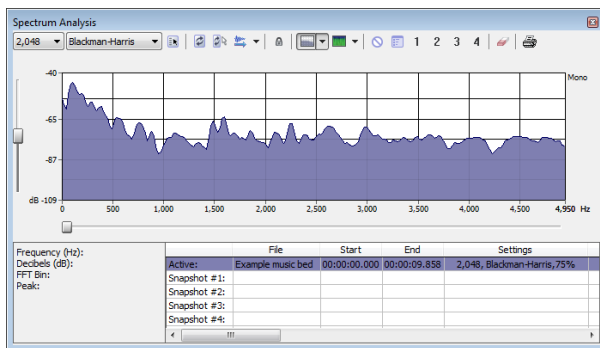 Spectrum Analysis
2,048 Blackman-Harris 1 2 3 4
-40
Mono
-65
-87
dB -109
0 500 1,000 1,500 2,000 2,500 3,000 3,500 4,000 4,500 4,950 Hz
Frequency (Hz):
Decibels (dB):
FFT Bin:
Peak:
File Start End Settings
Active: Example music bed 00:00:00.000 00:00:09.858 2,048, Blackman-Harris, 75%
Snapshot #1:
Snapshot #2:
Snapshot #3:
Snapshot #4: